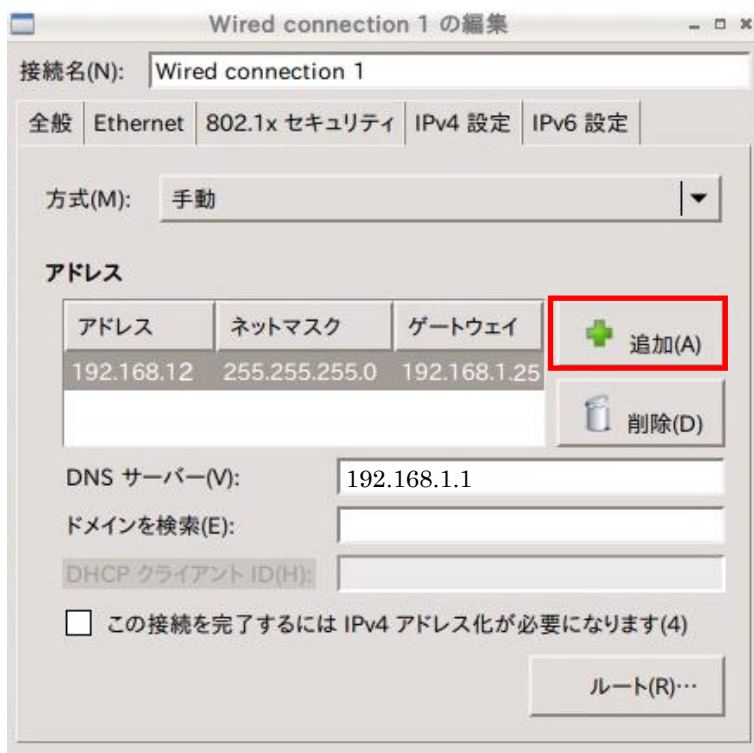 Wired connection 1 の編集
接続名(N): Wired connection 1
全般 Ethernet 802.1x セキュリティ IPv4 設定 IPv6 設定
方式(M): 手動
アドレス
アドレス ネットマスク ゲートウェイ 追加(A)
192.168.12 255.255.255.0 192.168.1.25
削除(D)
DNS サーバー(V): 192.168.1.1
ドメインを検索(E):
DHCP クライアント ID(H):
この接続を完了するには IPv4 アドレス化が必要になります(4)
ルート(R)…